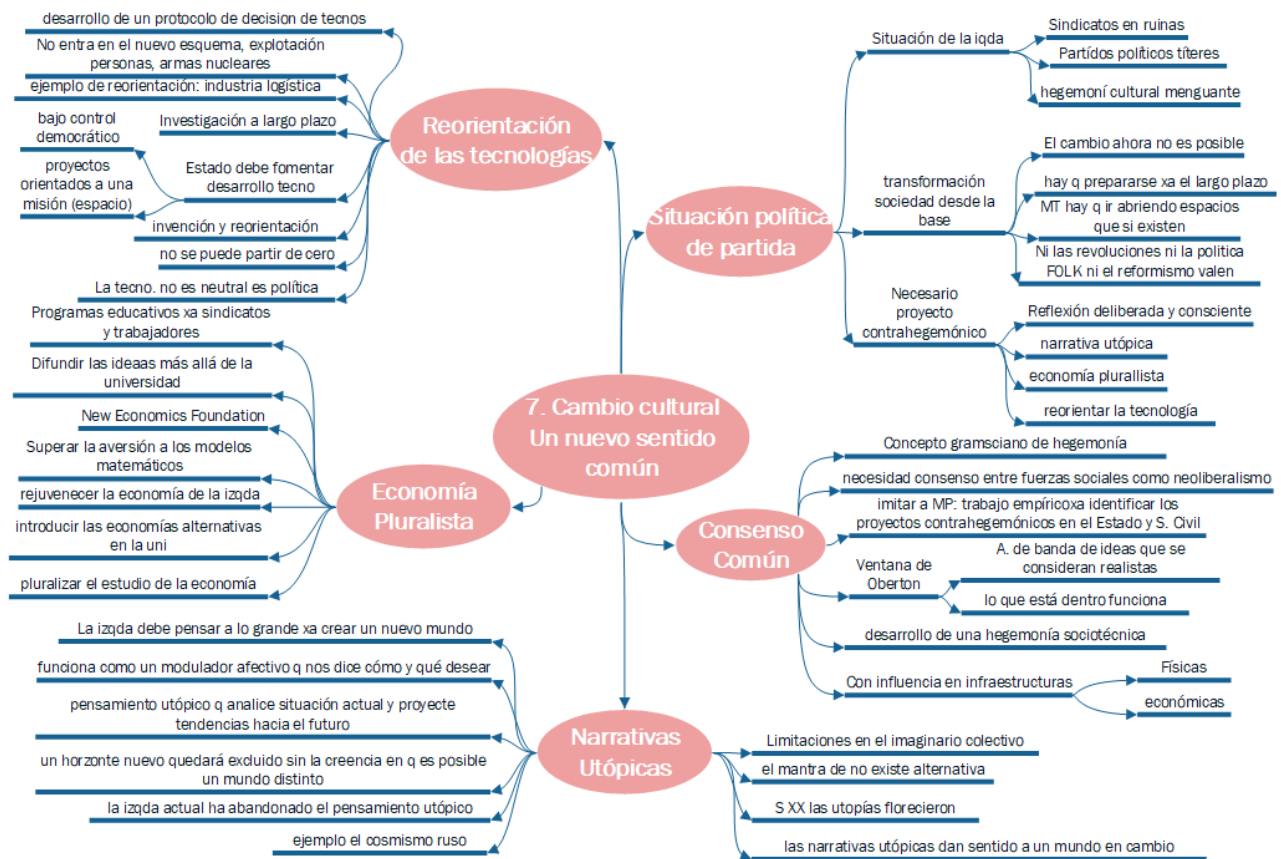 desarrollo de un protocolo de decision de tecnos
No entra en el nuevo esquema, explotación
personas, armas nucleares
ejemplo de reorientación: industria logística
Investigación a largo plazo
bajo control
democrático
proyectos
orientados a una
misión (espacio)
Estado debe fomentar
desarrollo tecno
invención y reorientación
no se puede partir de cero
La tecno. no es neutral es política
Reorientación
de las tecnologías
Situación política
de partida
Situación de la iqda
Sindicatos en ruinas
Partídos políticos títeres
hegemoní cultural menguante
transformación
sociedad desde la
base
El cambio ahora no es posible
hay q prepararse xa el largo plazo
MT hay q ir abriendo espacios
que si existen
Ni las revoluciones ni la politica
FOLK ni el reformismo valen
Necesario
proyecto
contrahegemónico
Reflexión deliberada y consciente
narrativa utópica
economía plurallista
reorientar la tecnología
7. Cambio cultural
Un nuevo sentido
común
Programas educativos xa sindicatos
y trabajadores
Difundir las ideaas más allá de la
universidad
New Economics Foundation
Superar la aversión a los modelos
matemáticos
rejuvenecer la economía de la izqda
introducir las economías alternativas
en la uni
pluralizar el estudio de la economía
Economía
Pluralista
Consenso
Común
Concepto gramsciano de hegemonía
necesidad consenso entre fuerzas sociales como neoliberalismo
imitar a MP: trabajo empíricoxa identificar los
proyectos contrahegemónicos en el Estado y S. Civil
Ventana de
Oberton
A. de banda de ideas que se
consideran realistas
lo que está dentro funciona
desarrollo de una hegemonía sociotécnica
Con influencia en infraestructuras
Físicas
económicas
La izqda debe pensar a lo grande xa crear un nuevo mundo
funciona como un modulador afectivo q nos dice cómo y qué desear
pensamiento utópico q analice situación actual y proyecte
tendencias hacia el futuro
un horzonte nuevo quedará excluido sin la creencia en q es posible
un mundo distinto
la izqda actual ha abandonado el pensamiento utópico
ejemplo el cosmismo ruso
Narrativas
Utópicas
Limitaciones en el imaginario colectivo
el mantra de no existe alternativa
S XX las utopías florecieron
las narrativas utópicas dan sentido a un mundo en cambio